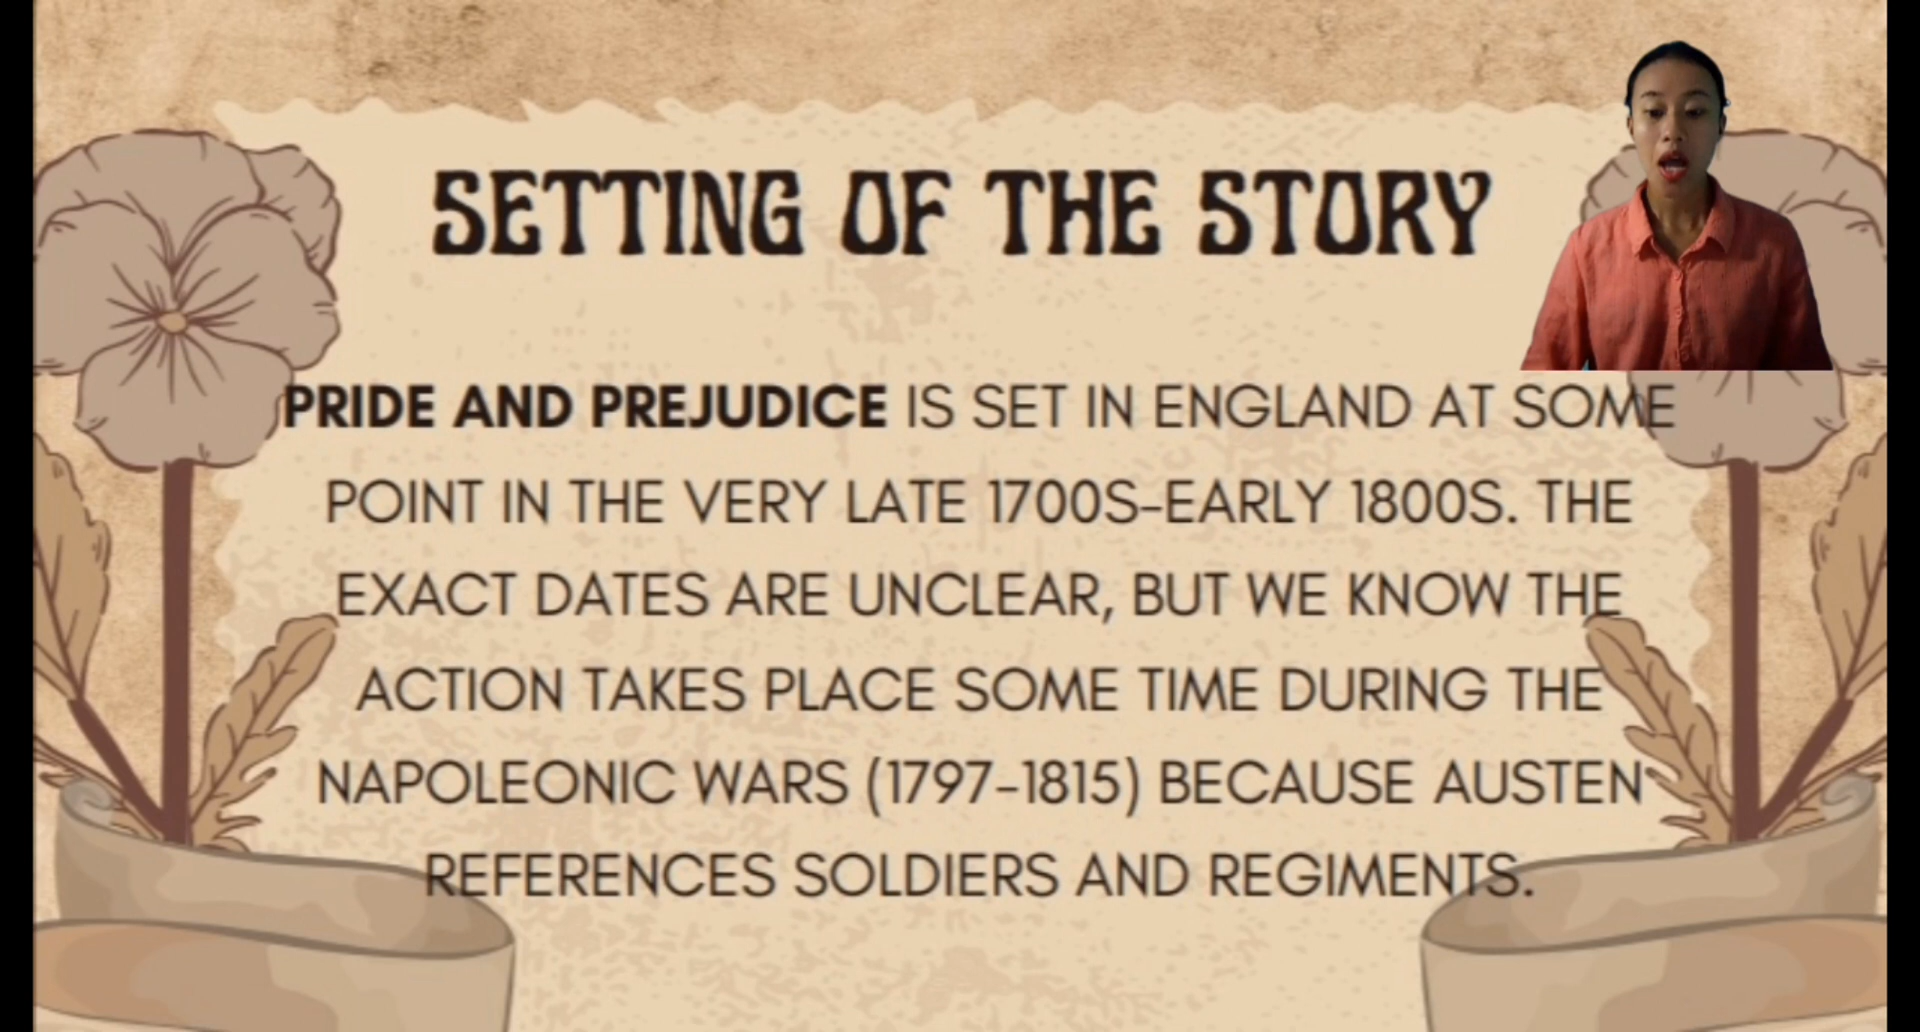 SETTING OF THE STORY
PRIDE AND PREJUDICE IS SET IN ENGLAND AT SOME
POINT IN THE VERY LATE 1700S-EARLY 1800S. THE
EXACT DATES ARE UNCLEAR, BUT WE KNOW THE
ACTION TAKES PLACE SOME TIME DURING THE
NAPOLEONIC WARS (1797-1815) BECAUSE AUSTEN
REFERENCES SOLDIERS AND REGIMENTS.